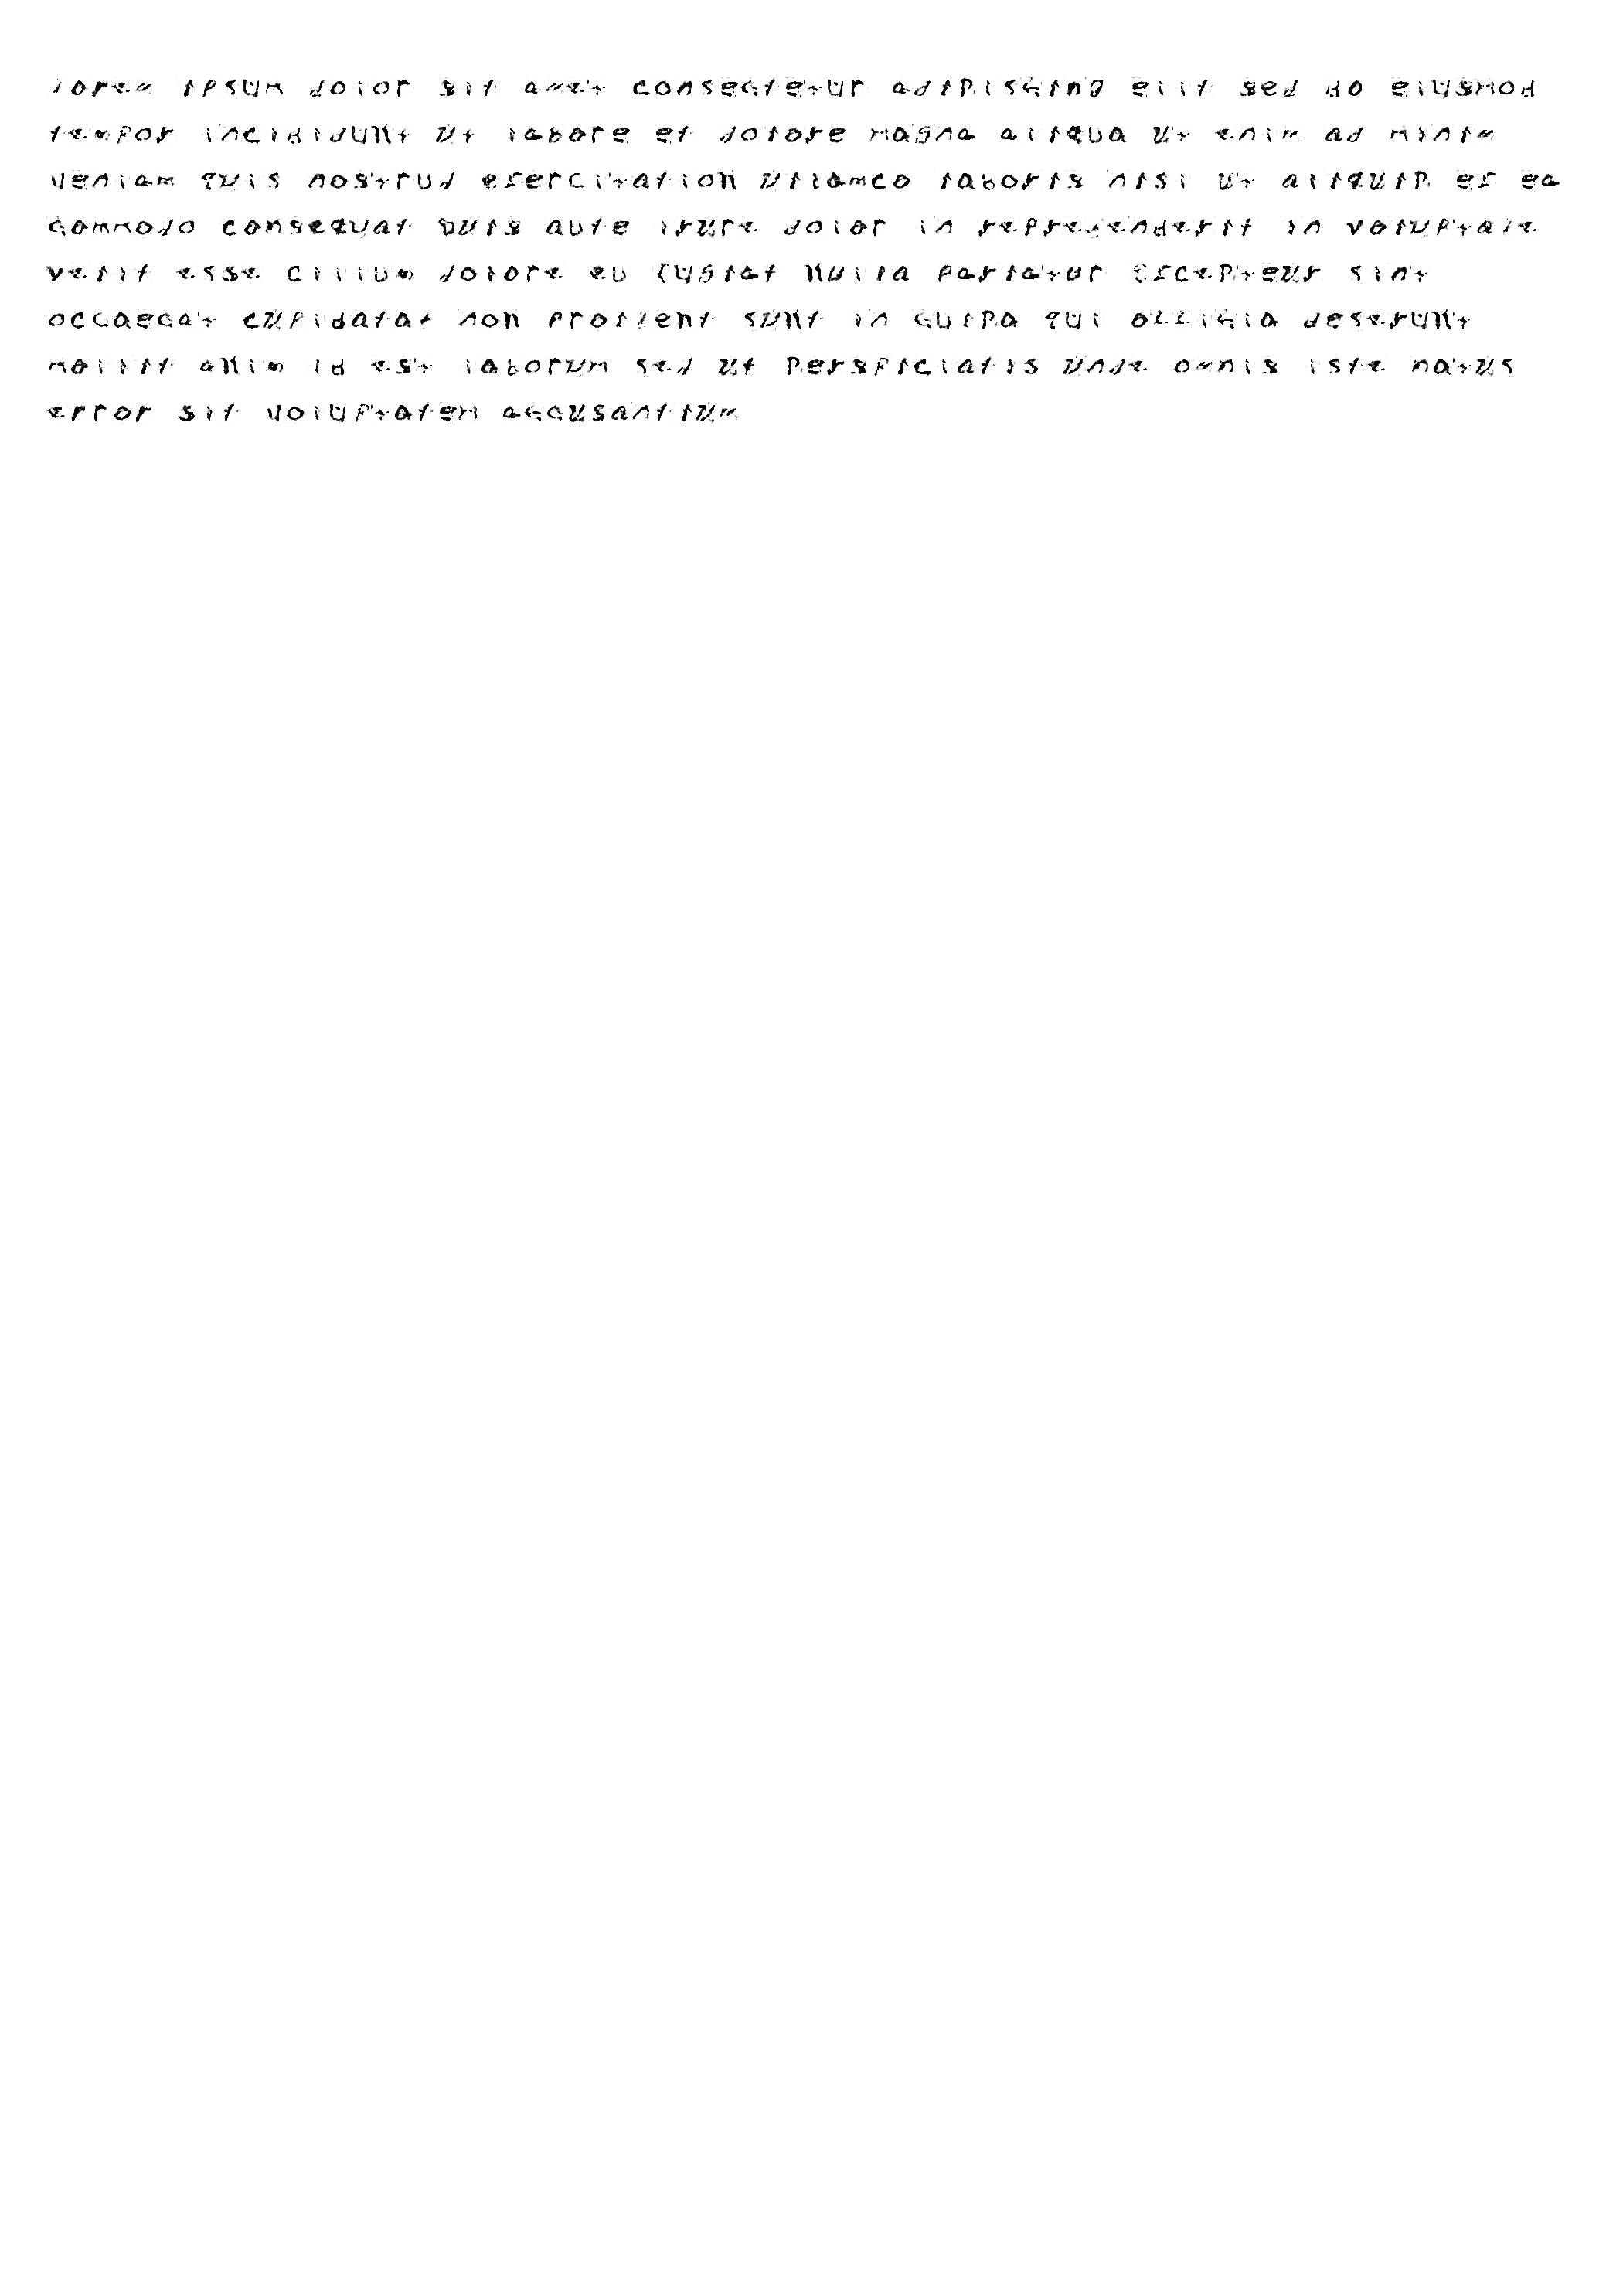 lorem ipsum dolor sit amet consectetur adipiscing elit sed do eiusmod
tempor incididunt ut labore et dolore magna aliqua ut enim ad minim
veniam quis nostrud exercitation ullamco laboris nisi ut aliquip ex ea
commodo consequat Duis aute irure dolor in reprehenderit in voluptate
velit esse cillum dolore eu fugiat nulla pariatur Excepteur sint
occaecat cupidatat non proident sunt in culpa qui officia deserunt
mollit anim id est laborum sed ut perspiciatis unde omnis iste natus
error sit voluptatem accusantium